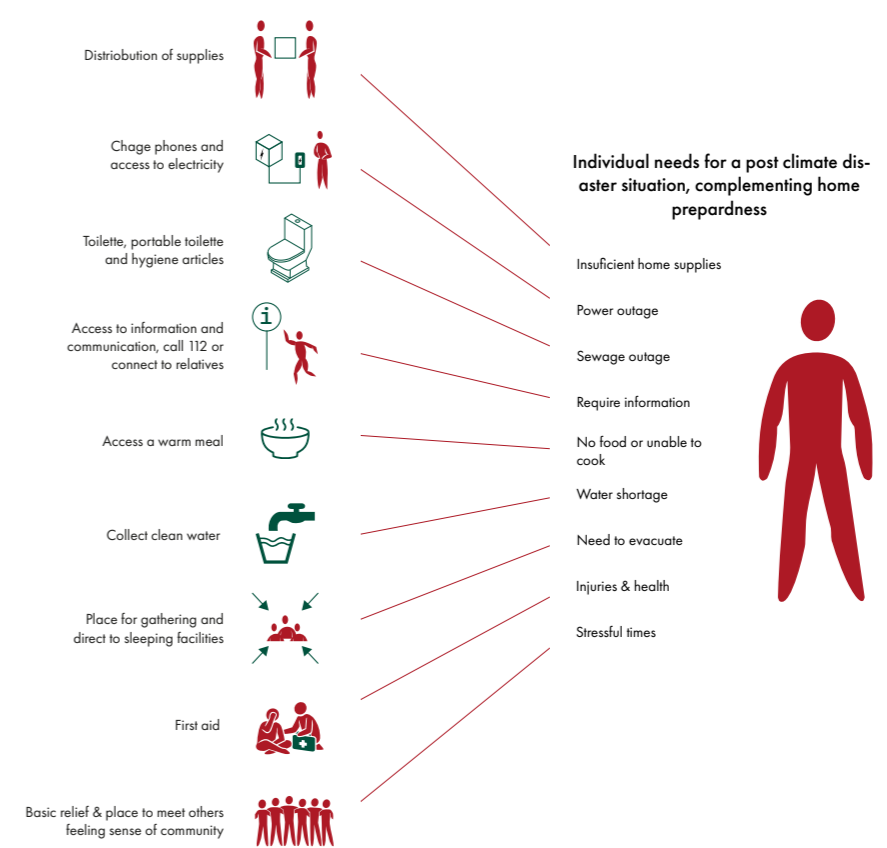 Distriobution of supplies
Chage phones and
access to electricity
Toilette, portable toilette
and hygiene articles
i
Access to information and
communication, call 112 or
connect to relatives
Access a warm meal
Collect clean water
Place for gathering and
direct to sleeping facilities
First aid
Basic relief & place to meet others
feeling sense of community
Individual needs for a post climate dis-
aster situation, complementing home
prepardness
Insuficient home supplies
Power outage
Sewage outage
Require information
No food or unable to
cook
Water shortage
Need to evacuate
Injuries & health
Stressful times